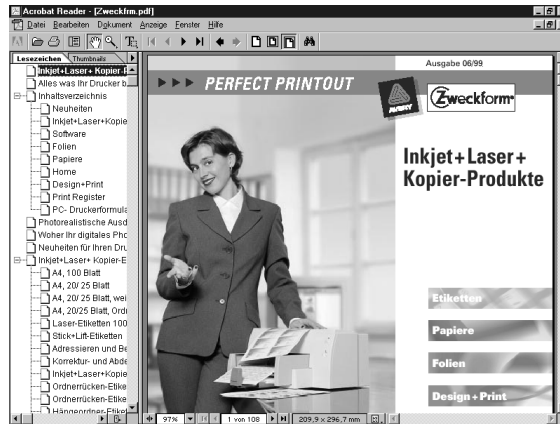 Acrobat Reader - [Zweckfrm.pdf]
Datei Bearbeiten Dokument Anzeige Fenster Hilfe
Lesezeichen Thumbnails
Inkjet+Laser+ Kopier-P
Alles was Ihr Drucker b
Inhaltsverzeichnis
Neuheiten
Inkjet+Laser+Kopie
Software
Folien
Papiere
Home
Design+Print
Print Register
PC- Druckerformula
Photorealistische Ausd
Woher Ihr digitales Phc
Neuheiten für Ihren Dru
Inkjet+Laser+ Kopier-E
A4, 100 Blatt
A4, 20/ 25 Blatt
A4, 20/ 25 Blatt, wei
A4, 20/25 Blatt, Ordi
Laser-Etiketten 100
Stick+Lift-Etiketten
Adressieren und Be
Korrektur- und Abde
Inkjet+Laser+Kopie
Ordnerrücken-Etike
Ordnerrücken-Etike
Hängeordner-Etiket
Ausgabe 06/99
PERFECT PRINTOUT
AVERY
Zweckform
Inkjet+Laser+
Kopier-Produkte
Etiketten
Papiere
Folien
Design+Print
97% 1 von 108 209,9 x 296,7 mm